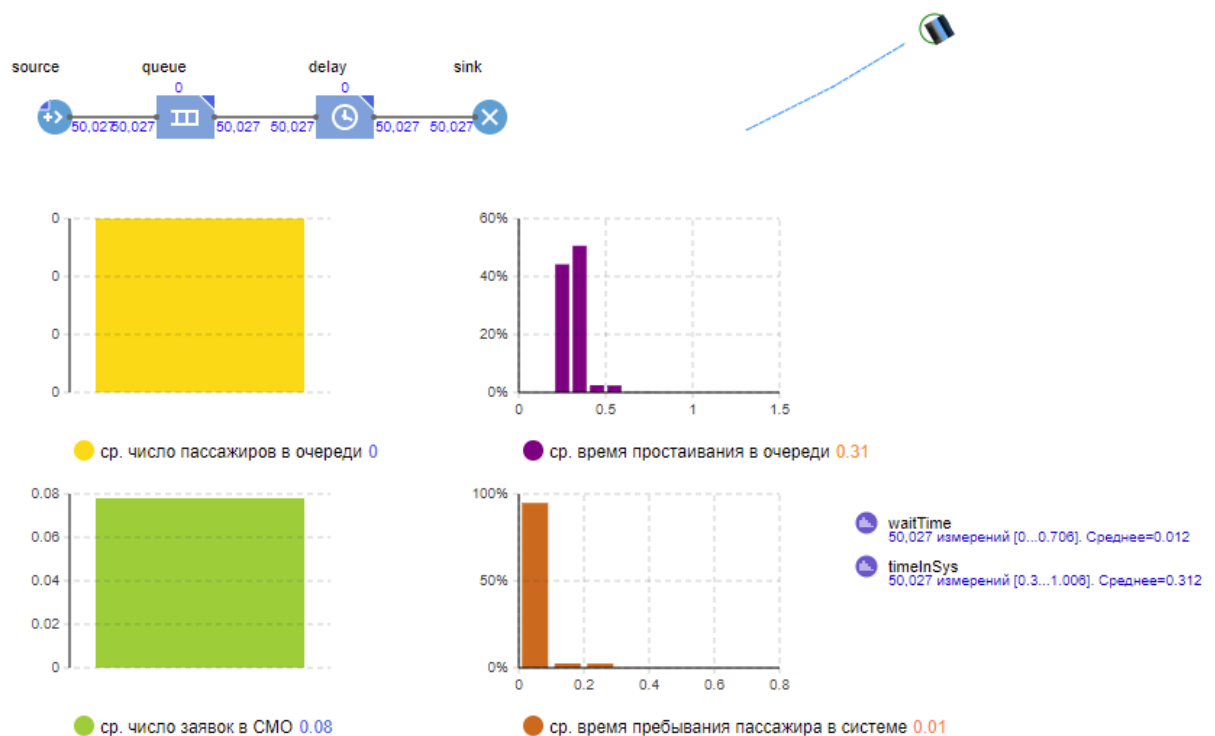 source queue delay sink
0 0
50,027 50,027 50,027 50,027 50,027 50,027
0
0
0
0
ср. число пассажиров в очереди 0
60%
40%
20%
0%
0 0.5 1 1.5
ср. время простаивания в очереди 0.31
0.08
0.06
0.04
0.02
0
ср. число заявок в СМО 0.08
100%
50%
0%
0 0.2 0.4 0.6 0.8
ср. время пребывания пассажира в системе 0.01
waitTime
50,027 измерений [0...0.706]. Среднее=0.012
timeInSys
50,027 измерений [0.3...1.006]. Среднее=0.312